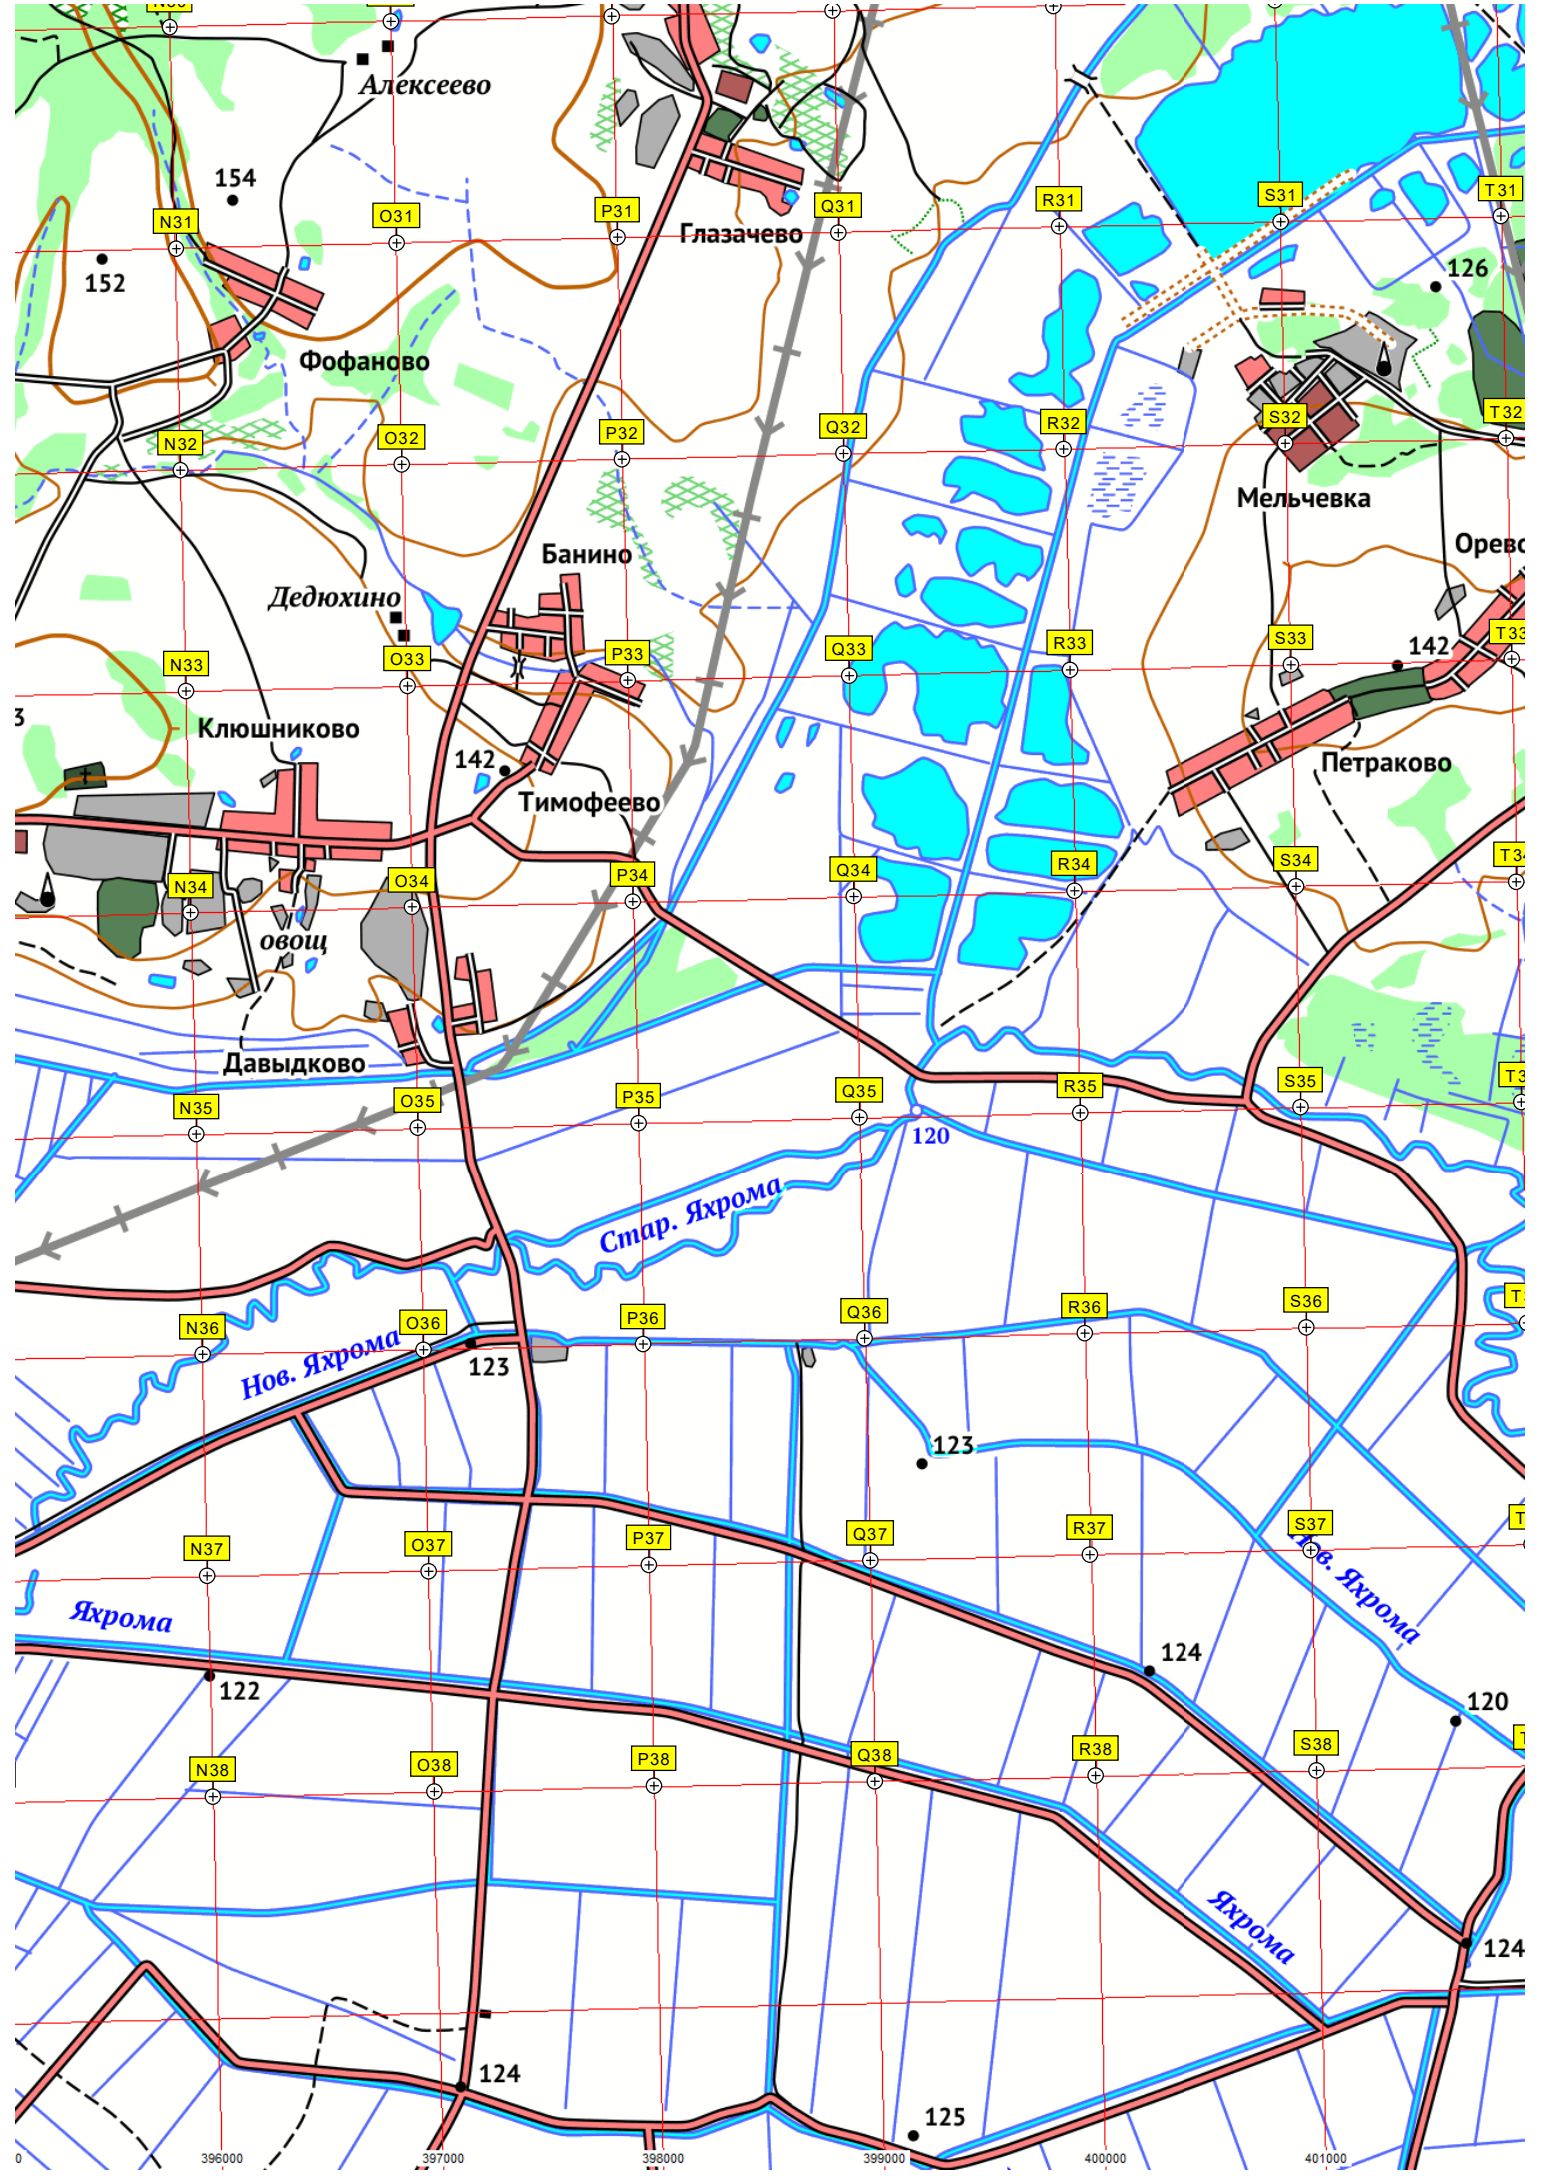 Алексеево
154
N31
O31
P31
Q31
R31
S31
T31
Глазачево
152
126
Фофаново
N32
O32
P32
Q32
R32
S32
T32
Мельчевка
Банино
Дедюхино
N33
O33
P33
Q33
R33
S33
142
T33
3
Клюшниково
142
Тимофеево
Петраково
N34
O34
P34
Q34
R34
S34
овощ
Давыдково
N35
O35
P35
Q35
R35
S35
120
Стар. Яхрома
N36
O36
P36
Q36
R36
S36
Нов. Яхрома
123
123
N37
O37
P37
Q37
R37
S37
Нов. Яхрома
Яхрома
122
124
120
N38
O38
P38
Q38
R38
S38
Яхрома
124
124
125
0 396000 397000 398000 399000 400000 401000